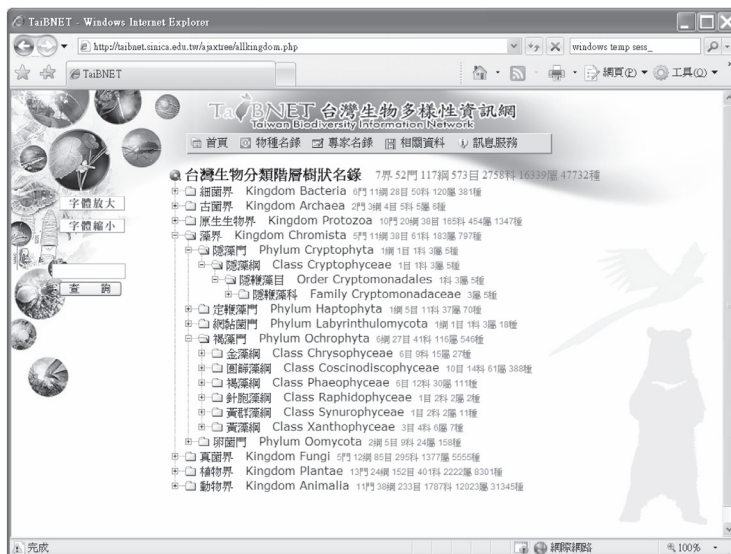 TaiBNET - Windows Internet Explorer
http://taibnet.sinica.edu.tw/ajaxtree/allkingdom.php
windows temp sess_
TaiBNET
網頁(P)
工具(O)
TaiBNET 台灣生物多樣性資訊網
Taiwan Biodiversity Information Network
首頁 物種名錄 專家名錄 相關資料 訊息服務
字體放大
字體縮小
查 詢
台灣生物分類階層樹狀名錄 7界 52門 117綱 573目 2758科 16339屬 47732種
細菌界 Kingdom Bacteria 6門 11綱 28目 50科 120屬 381種
古菌界 Kingdom Archaea 2門 3綱 4目 5科 5屬 6種
原生生物界 Kingdom Protozoa 10門 20綱 38目 165科 454屬 1347種
藻界 Kingdom Chromista 5門 11綱 38目 61科 183屬 797種
隱藻門 Phylum Cryptophyta 1綱 1目 1科 3屬 5種
隱藻綱 Class Cryptophyceae 1目 1科 3屬 5種
隱鞭藻目 Order Cryptomonadales 1科 3屬 5種
隱鞭藻科 Family Cryptomonadaceae 3屬 5種
定鞭藻門 Phylum Haptophyta 1綱 5目 11科 37屬 70種
網黏菌門 Phylum Labyrinthulomycota 1綱 1目 1科 3屬 18種
褐藻門 Phylum Ochrophyta 6綱 27目 41科 116屬 546種
金藻綱 Class Chrysophyceae 6目 9科 15屬 27種
圓篩藻綱 Class Coscinodiscophyceae 10目 14科 61屬 388種
褐藻綱 Class Phaeophyceae 6目 12科 30屬 111種
針胞藻綱 Class Raphidophyceae 1目 2科 2屬 2種
黃群藻綱 Class Synurophyceae 1目 2科 2屬 11種
黃藻綱 Class Xanthophyceae 3目 4科 6屬 7種
卵菌門 Phylum Oomycota 2綱 5目 9科 24屬 158種
真菌界 Kingdom Fungi 5門 12綱 85目 295科 1377屬 5555種
植物界 Kingdom Plantae 13門 24綱 152目 401科 2222屬 8301種
動物界 Kingdom Animalia 11門 38綱 233目 1787科 12023屬 31345種
完成
網際網路
100%